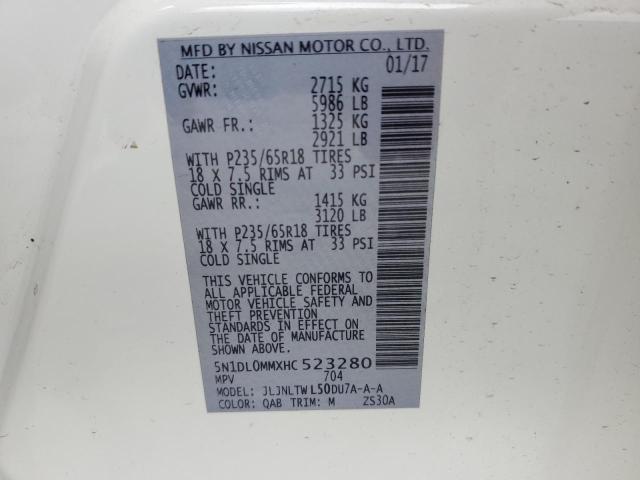 MFD BY NISSAN MOTOR CO., LTD.
DATE: 01/17
GVWR: 2715 KG
5986 LB
GAWR FR.: 1325 KG
2921 LB
WITH P235/65R18 TIRES
18 X 7.5 RIMS AT 33 PSI
COLD SINGLE
GAWR RR.: 1415 KG
3120 LB
WITH P235/65R18 TIRES
18 X 7.5 RIMS AT 33 PSI
COLD SINGLE
THIS VEHICLE CONFORMS TO
ALL APPLICABLE FEDERAL
MOTOR VEHICLE SAFETY AND
THEFT PREVENTION
STANDARDS IN EFFECT ON
THE DATE OF MANUFACTURE
SHOWN ABOVE.
5N1DL0MMXHC 523280
MPV 704
MODEL: JLJNLTWL50DU7A-A-A
COLOR: QAB TRIM: M ZS30A